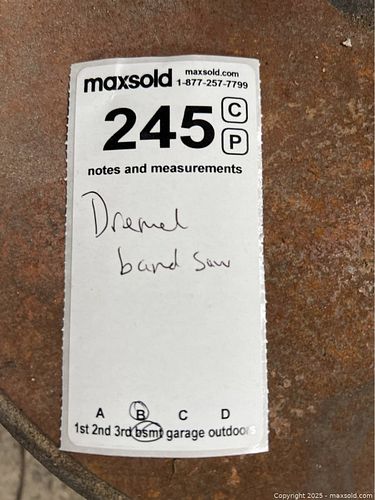 maxsold maxsold.com
1-877-257-7799
245 C
P
notes and measurements
Dremel
band saw
A B C D
1st 2nd 3rd bsmt garage outdoors
Copyright 2025 - maxsold.com